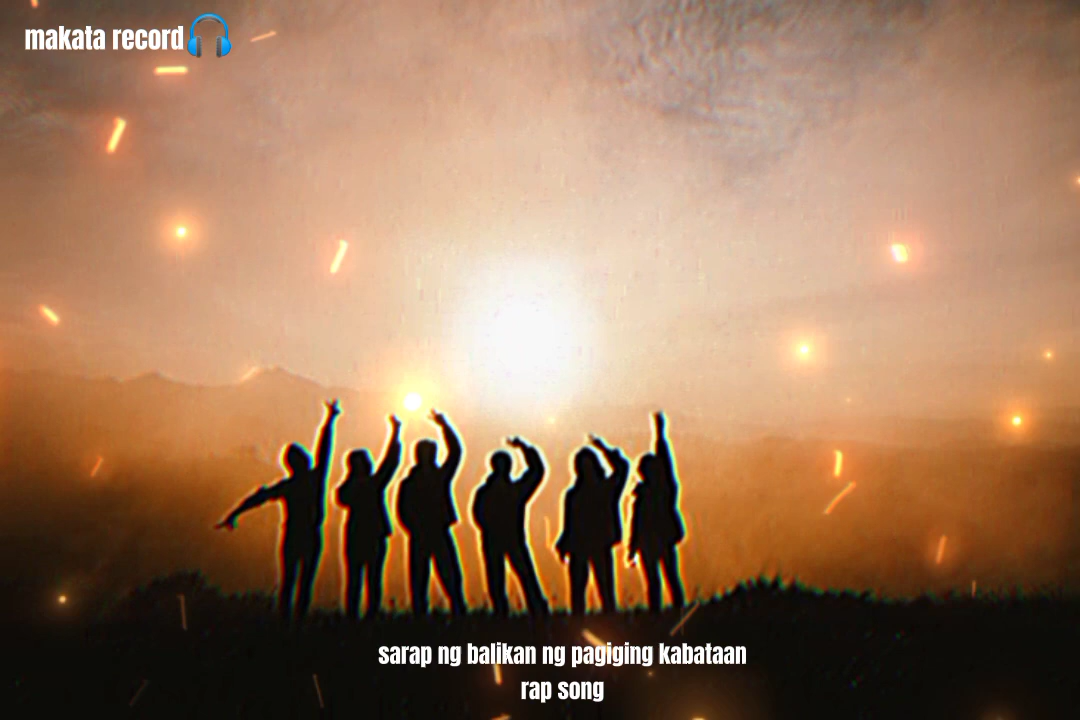 makata record🎧
sarap ng balikan ng pagiging kabataan
rap song